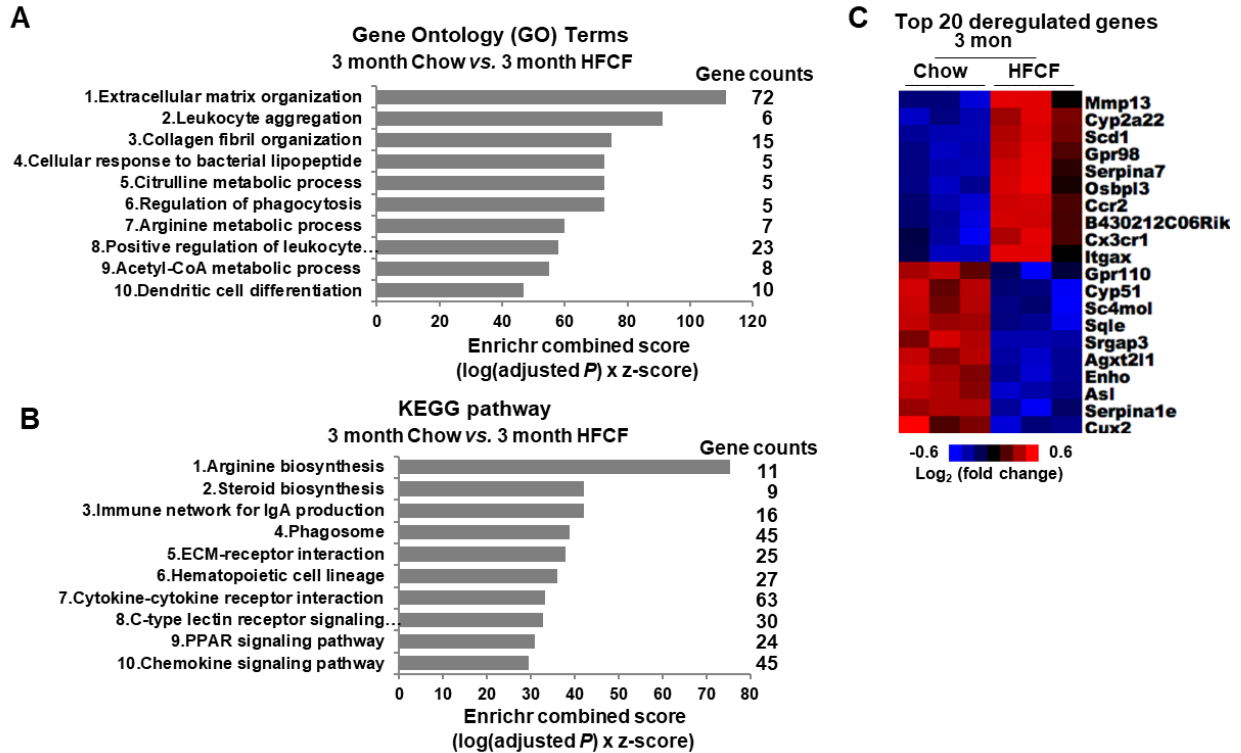 A
Gene Ontology (GO) Terms
3 month Chow vs. 3 month HFCF
Gene counts
1.Extracellular matrix organization 72
2.Leukocyte aggregation 6
3.Collagen fibril organization 15
4.Cellular response to bacterial lipopeptide 5
5.Citrulline metabolic process 5
6.Regulation of phagocytosis 5
7.Arginine metabolic process 7
8.Positive regulation of leukocyte... 23
9.Acetyl-CoA metabolic process 8
10.Dendritic cell differentiation 10
0 20 40 60 80 100 120
Enrichr combined score
(log(adjusted P) x z-score)
B
KEGG pathway
3 month Chow vs. 3 month HFCF
Gene counts
1.Arginine biosynthesis 11
2.Steroid biosynthesis 9
3.Immune network for IgA production 16
4.Phagosome 45
5.ECM-receptor interaction 25
6.Hematopoietic cell lineage 27
7.Cytokine-cytokine receptor interaction 63
8.C-type lectin receptor signaling... 30
9.PPAR signaling pathway 24
10.Chemokine signaling pathway 45
0 10 20 30 40 50 60 70 80
Enrichr combined score
(log(adjusted P) x z-score)
C
Top 20 deregulated genes
3 mon
Chow HFCF
Mmp13
Cyp2a22
Scd1
Gpr98
Serpina7
Osbpl3
Ccr2
B430212C06Rik
Cx3cr1
Itgax
Gpr110
Cyp51
Sc4mol
Sqle
Srgap3
Agxt2l1
Enho
Asl
Serpina1e
Cux2
-0.6 0.6
Log2 (fold change)